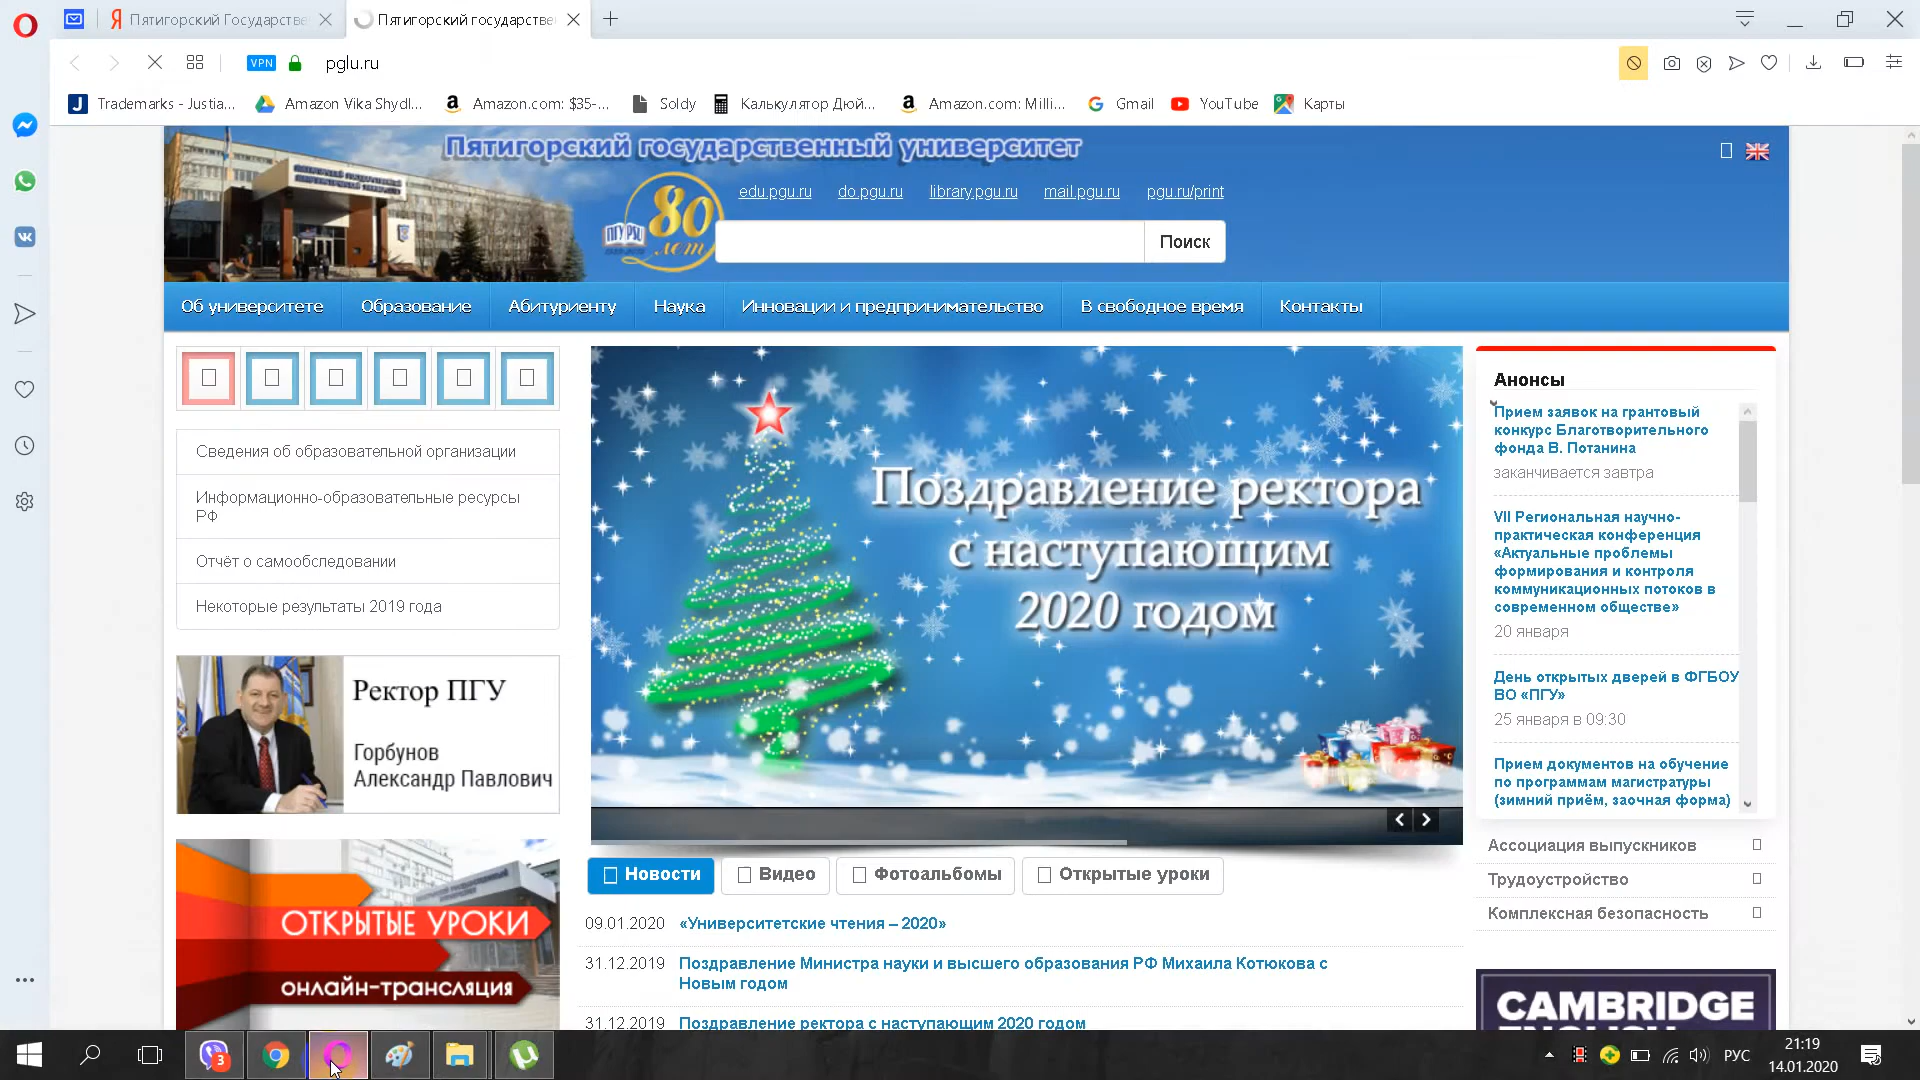 Пятигорский Государстве
Пятигорский государствен
VPN
pglu.ru
Trademarks - Justia...
Amazon Vika Shydl...
Amazon.com: $35-...
Soldy
Калькулятор Дюй...
Amazon.com: Milli...
Gmail
YouTube
Карты
Пятигорский государственный университет
edu.pgu.ru
do.pgu.ru
library.pgu.ru
mail.pgu.ru
pgu.ru/print
80
лет
Поиск
Об университете
Образование
Абитуриенту
Наука
Инновации и предпринимательство
В свободное время
Контакты
Сведения об образовательной организации
Информационно-образовательные ресурсы
РФ
Отчёт о самообследовании
Некоторые результаты 2019 года
Ректор ПГУ
Горбунов
Александр Павлович
ОТКРЫТЫЕ УРОКИ
онлайн-трансляция
Поздравление ректора
с наступающим
2020 годом
Новости
Видео
Фотоальбомы
Открытые уроки
09.01.2020 «Университетские чтения – 2020»
31.12.2019 Поздравление Министра науки и высшего образования РФ Михаила Котюкова с
Новым годом
31.12.2019 Поздравление ректора с наступающим 2020 годом
Анонсы
Прием заявок на грантовый
конкурс Благотворительного
фонда В. Потанина
заканчивается завтра
VII Региональная научно-
практическая конференция
«Актуальные проблемы
формирования и контроля
коммуникационных потоков в
современном обществе»
20 января
День открытых дверей в ФГБОУ
ВО «ПГУ»
25 января в 09:30
Прием документов на обучение
по программам магистратуры
(зимний приём, заочная форма)
Ассоциация выпускников
Трудоустройство
Комплексная безопасность
CAMBRIDGE
ENGLISH
3
РУС
21:19
14.01.2020